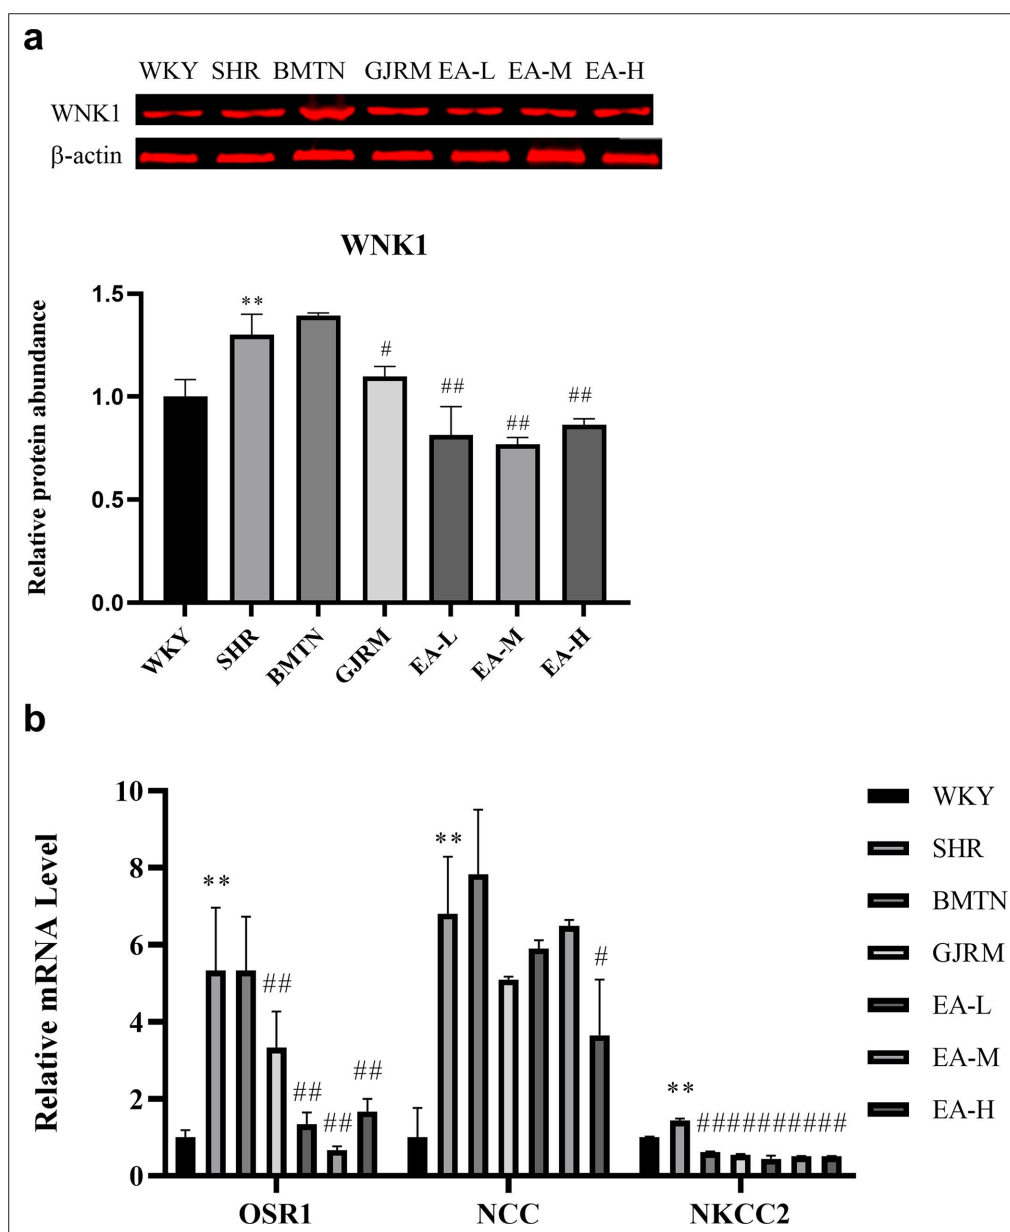 a
WKY SHR BMTN GJRM EA-L EA-M EA-H
WNK1
β-actin
WNK1
Relative protein abundance
1.5
1.0
0.5
0.0
**
#
##
##
##
WKY
SHR
BMTN
GJRM
EA-L
EA-M
EA-H
b
Relative mRNA Level
10
8
6
4
2
0
**
##
##
##
##
**
#
**
##########
OSR1
NCC
NKCC2
WKY
SHR
BMTN
GJRM
EA-L
EA-M
EA-H